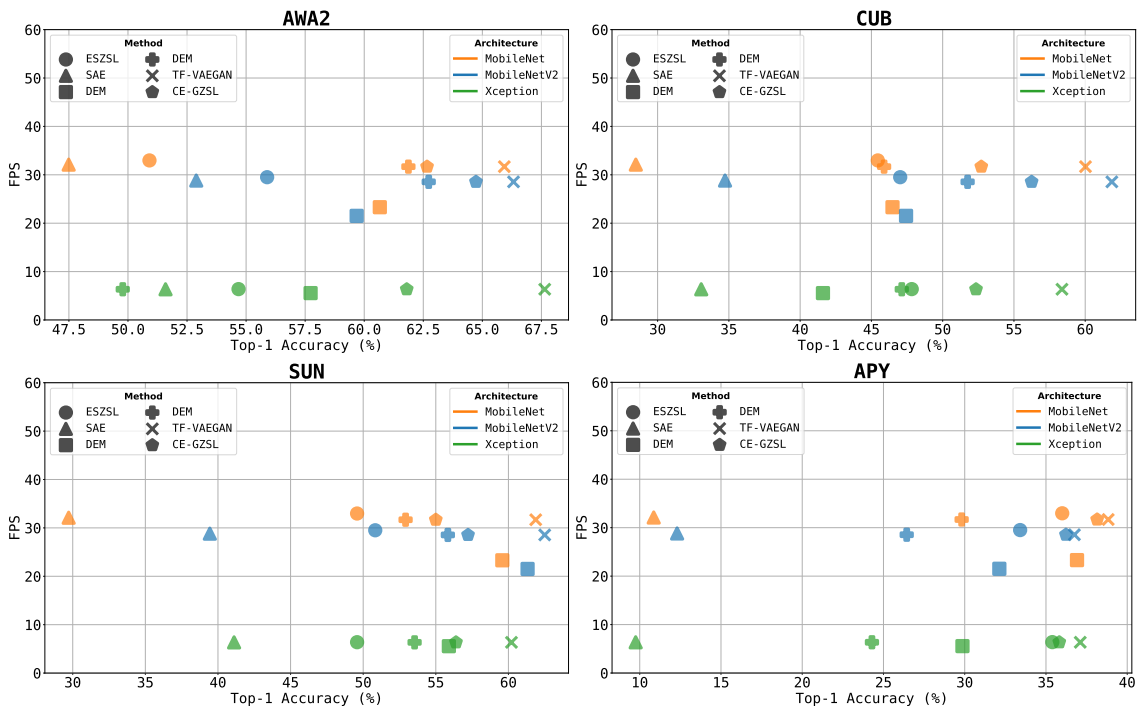 AWA2
Method
ESZSL
SAE
DEM
DEM
TF-VAEGAN
CE-GZSL
Architecture
MobileNet
MobileNetV2
Xception
60
50
40
30
20
10
0
FPS
47.5 50.0 52.5 55.0 57.5 60.0 62.5 65.0 67.5
Top-1 Accuracy (%)
CUB
Method
ESZSL
SAE
DEM
DEM
TF-VAEGAN
CE-GZSL
Architecture
MobileNet
MobileNetV2
Xception
60
50
40
30
20
10
0
FPS
30 35 40 45 50 55 60
Top-1 Accuracy (%)
SUN
Method
ESZSL
SAE
DEM
DEM
TF-VAEGAN
CE-GZSL
Architecture
MobileNet
MobileNetV2
Xception
60
50
40
30
20
10
0
FPS
30 35 40 45 50 55 60
Top-1 Accuracy (%)
APY
Method
ESZSL
SAE
DEM
DEM
TF-VAEGAN
CE-GZSL
Architecture
MobileNet
MobileNetV2
Xception
60
50
40
30
20
10
0
FPS
10 15 20 25 30 35 40
Top-1 Accuracy (%)